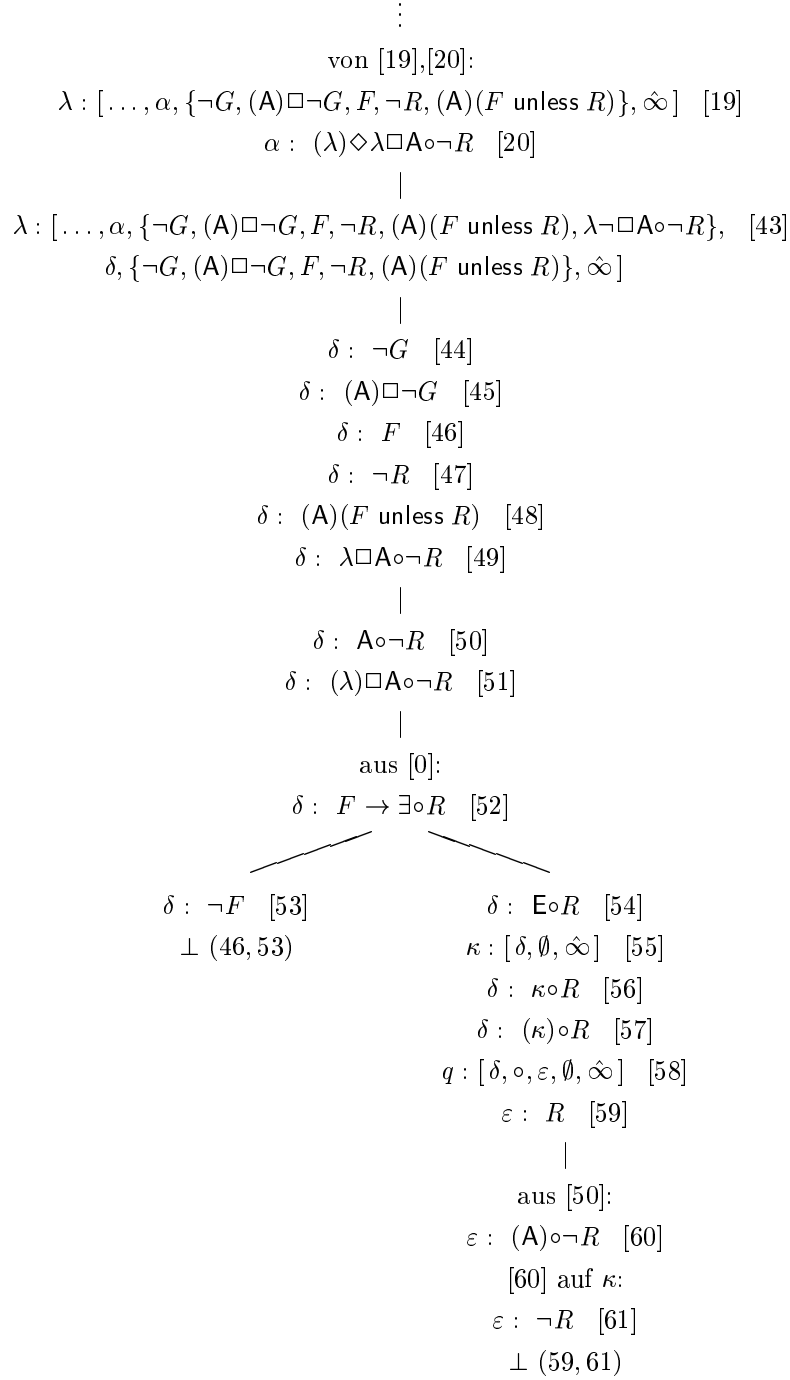 ⋮
von [19],[20]:
λ : [ . . . , α, {¬G, (A)□¬G, F, ¬R, (A)(F unless R)}, ∞̂ ] [19]
α : (λ)◇λ□A∘¬R [20]
λ : [ . . . , α, {¬G, (A)□¬G, F, ¬R, (A)(F unless R), λ¬□A∘¬R}, [43]
δ, {¬G, (A)□¬G, F, ¬R, (A)(F unless R)}, ∞̂ ]
δ : ¬G [44]
δ : (A)□¬G [45]
δ : F [46]
δ : ¬R [47]
δ : (A)(F unless R) [48]
δ : λ□A∘¬R [49]
δ : A∘¬R [50]
δ : (λ)□A∘¬R [51]
aus [0]:
δ : F → ∃∘R [52]
δ : ¬F [53]
⊥ (46, 53)
δ : E∘R [54]
κ : [ δ, ∅, ∞̂ ] [55]
δ : κ∘R [56]
δ : (κ)∘R [57]
q : [ δ, ∘, ε, ∅, ∞̂ ] [58]
ε : R [59]
aus [50]:
ε : (A)∘¬R [60]
[60] auf κ:
ε : ¬R [61]
⊥ (59, 61)